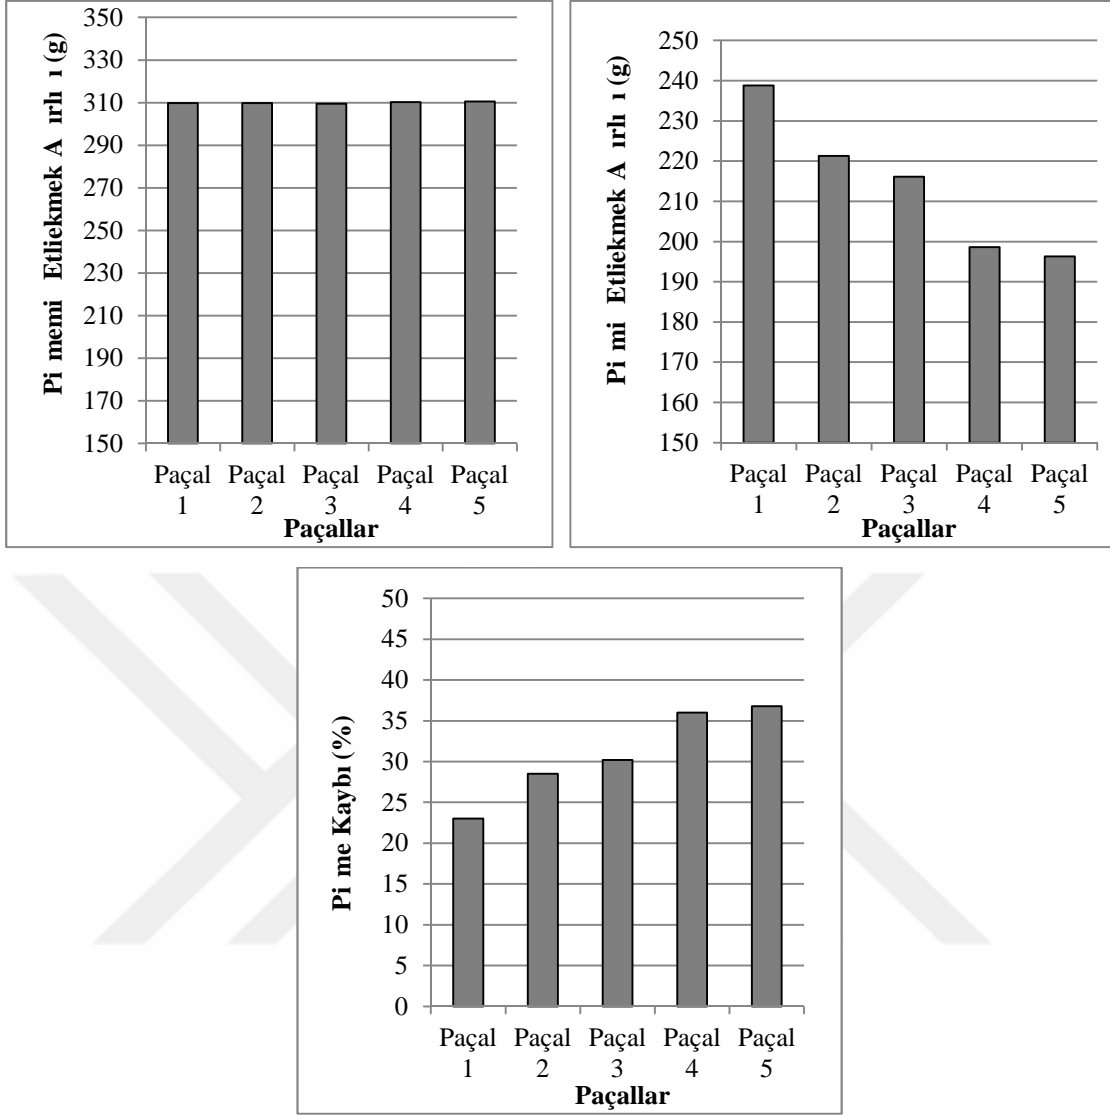 350
330
310
290
270
250
230
210
190
170
150
Pi memi Etliekmek A ırlı ı (g)
Paçal 1
Paçal 2
Paçal 3
Paçal 4
Paçal 5
Paçallar
250
240
230
220
210
200
190
180
170
160
150
Pi mi Etliekmek A ırlı ı (g)
Paçal 1
Paçal 2
Paçal 3
Paçal 4
Paçal 5
Paçallar
50
45
40
35
30
25
20
15
10
5
0
Pi me Kaybı (%)
Paçal 1
Paçal 2
Paçal 3
Paçal 4
Paçal 5
Paçallar